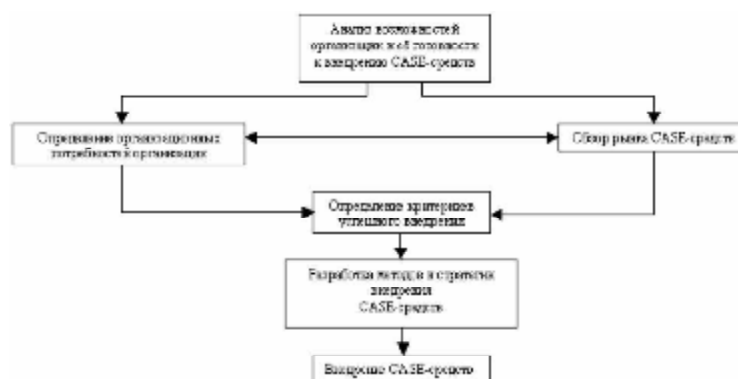 Анализ возможностей
организации и её готовности
к внедрению CASE-средств
Определение организационных
потребностей организации
Обзор рынка CASE-средств
Определение критериев
успешного внедрения
Разработка методов и стратегии
внедрения
CASE-средств
Внедрение CASE-средств